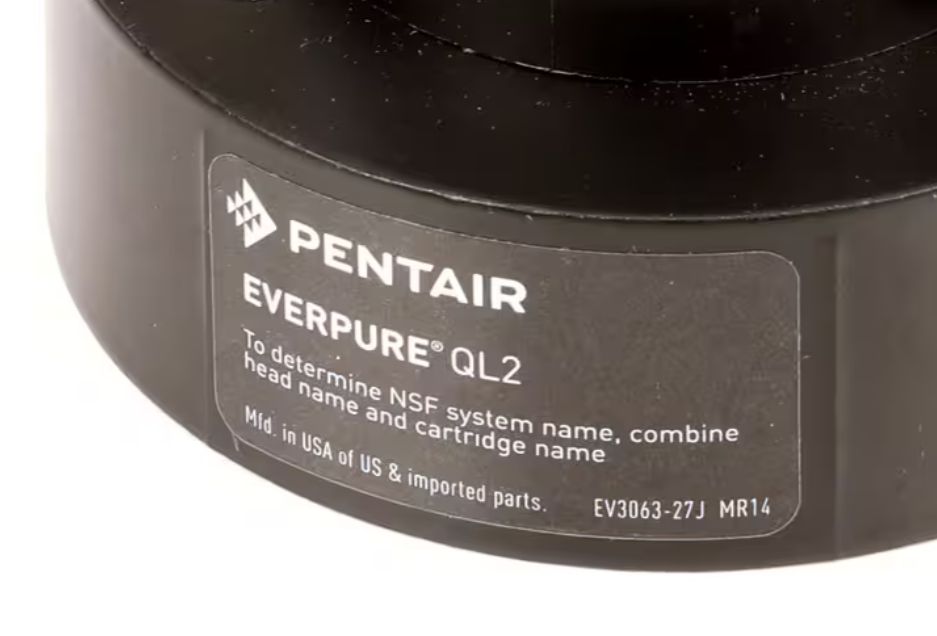 PENTAIR
EVERPURE® QL2
To determine NSF system name, combine
head name and cartridge name
Mfd. in USA of US & imported parts. EV3063-27J MR14